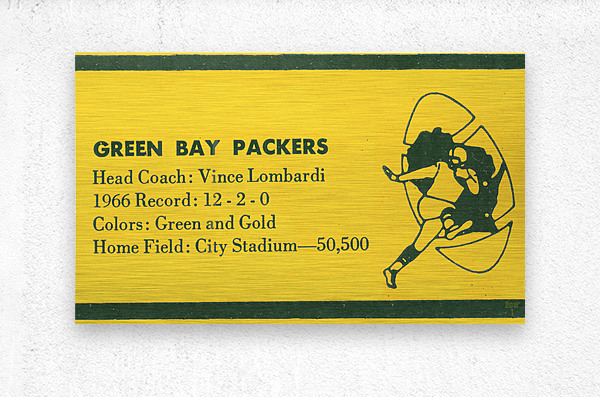 GREEN BAY PACKERS
Head Coach: Vince Lombardi
1966 Record: 12 - 2 - 0
Colors: Green and Gold
Home Field: City Stadium—50,500